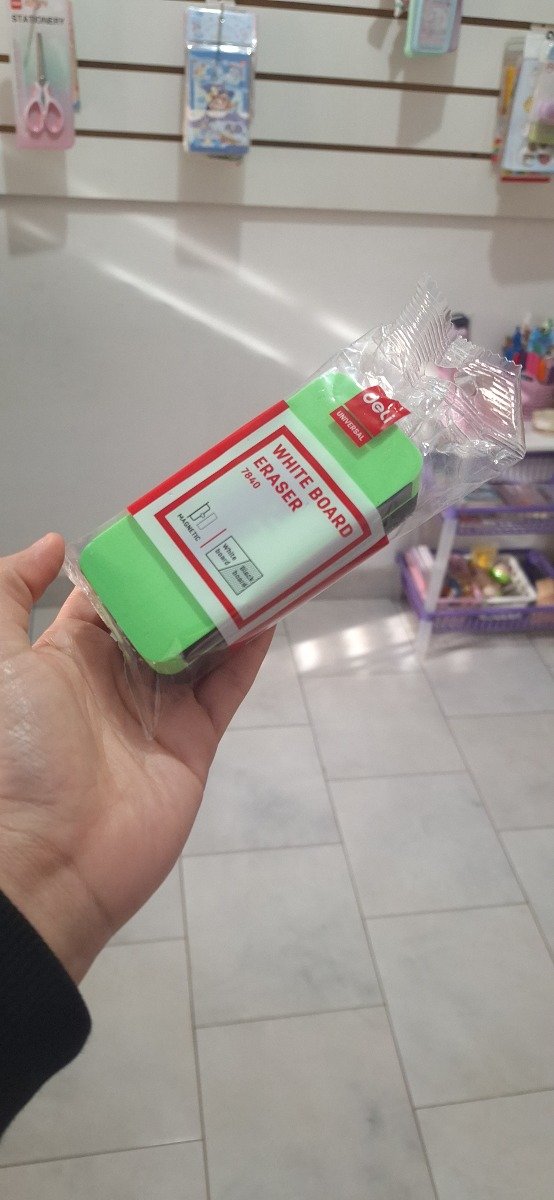 STATIONERY
deli
UNIVERSAL
WHITE BOARD
ERASER
7840
MAGNETIC
White
board
Black
board